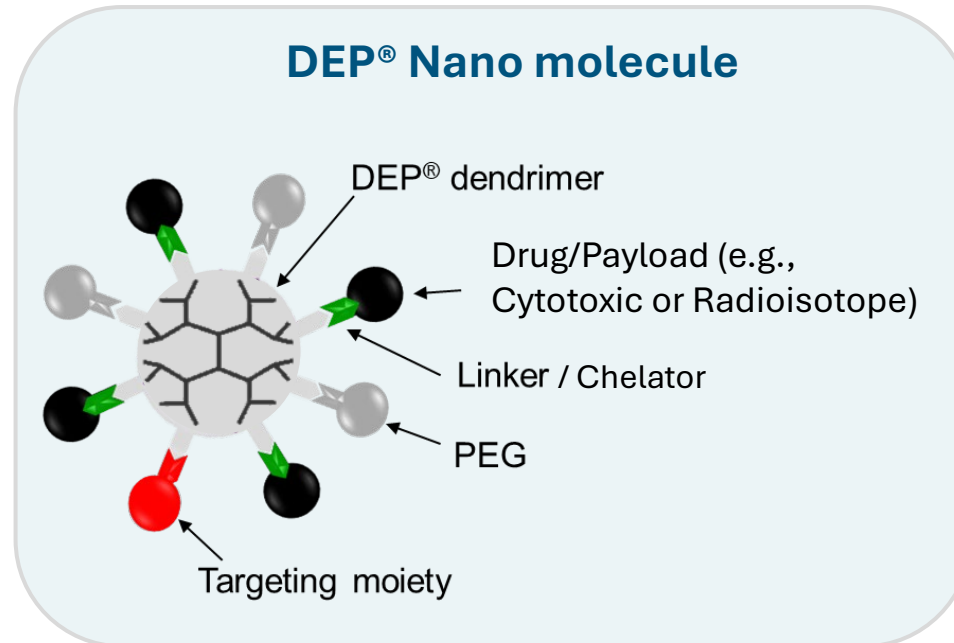 DEP® Nano molecule
DEP® dendrimer
Drug/Payload (e.g.,
Cytotoxic or Radioisotope)
Linker / Chelator
PEG
Targeting moiety